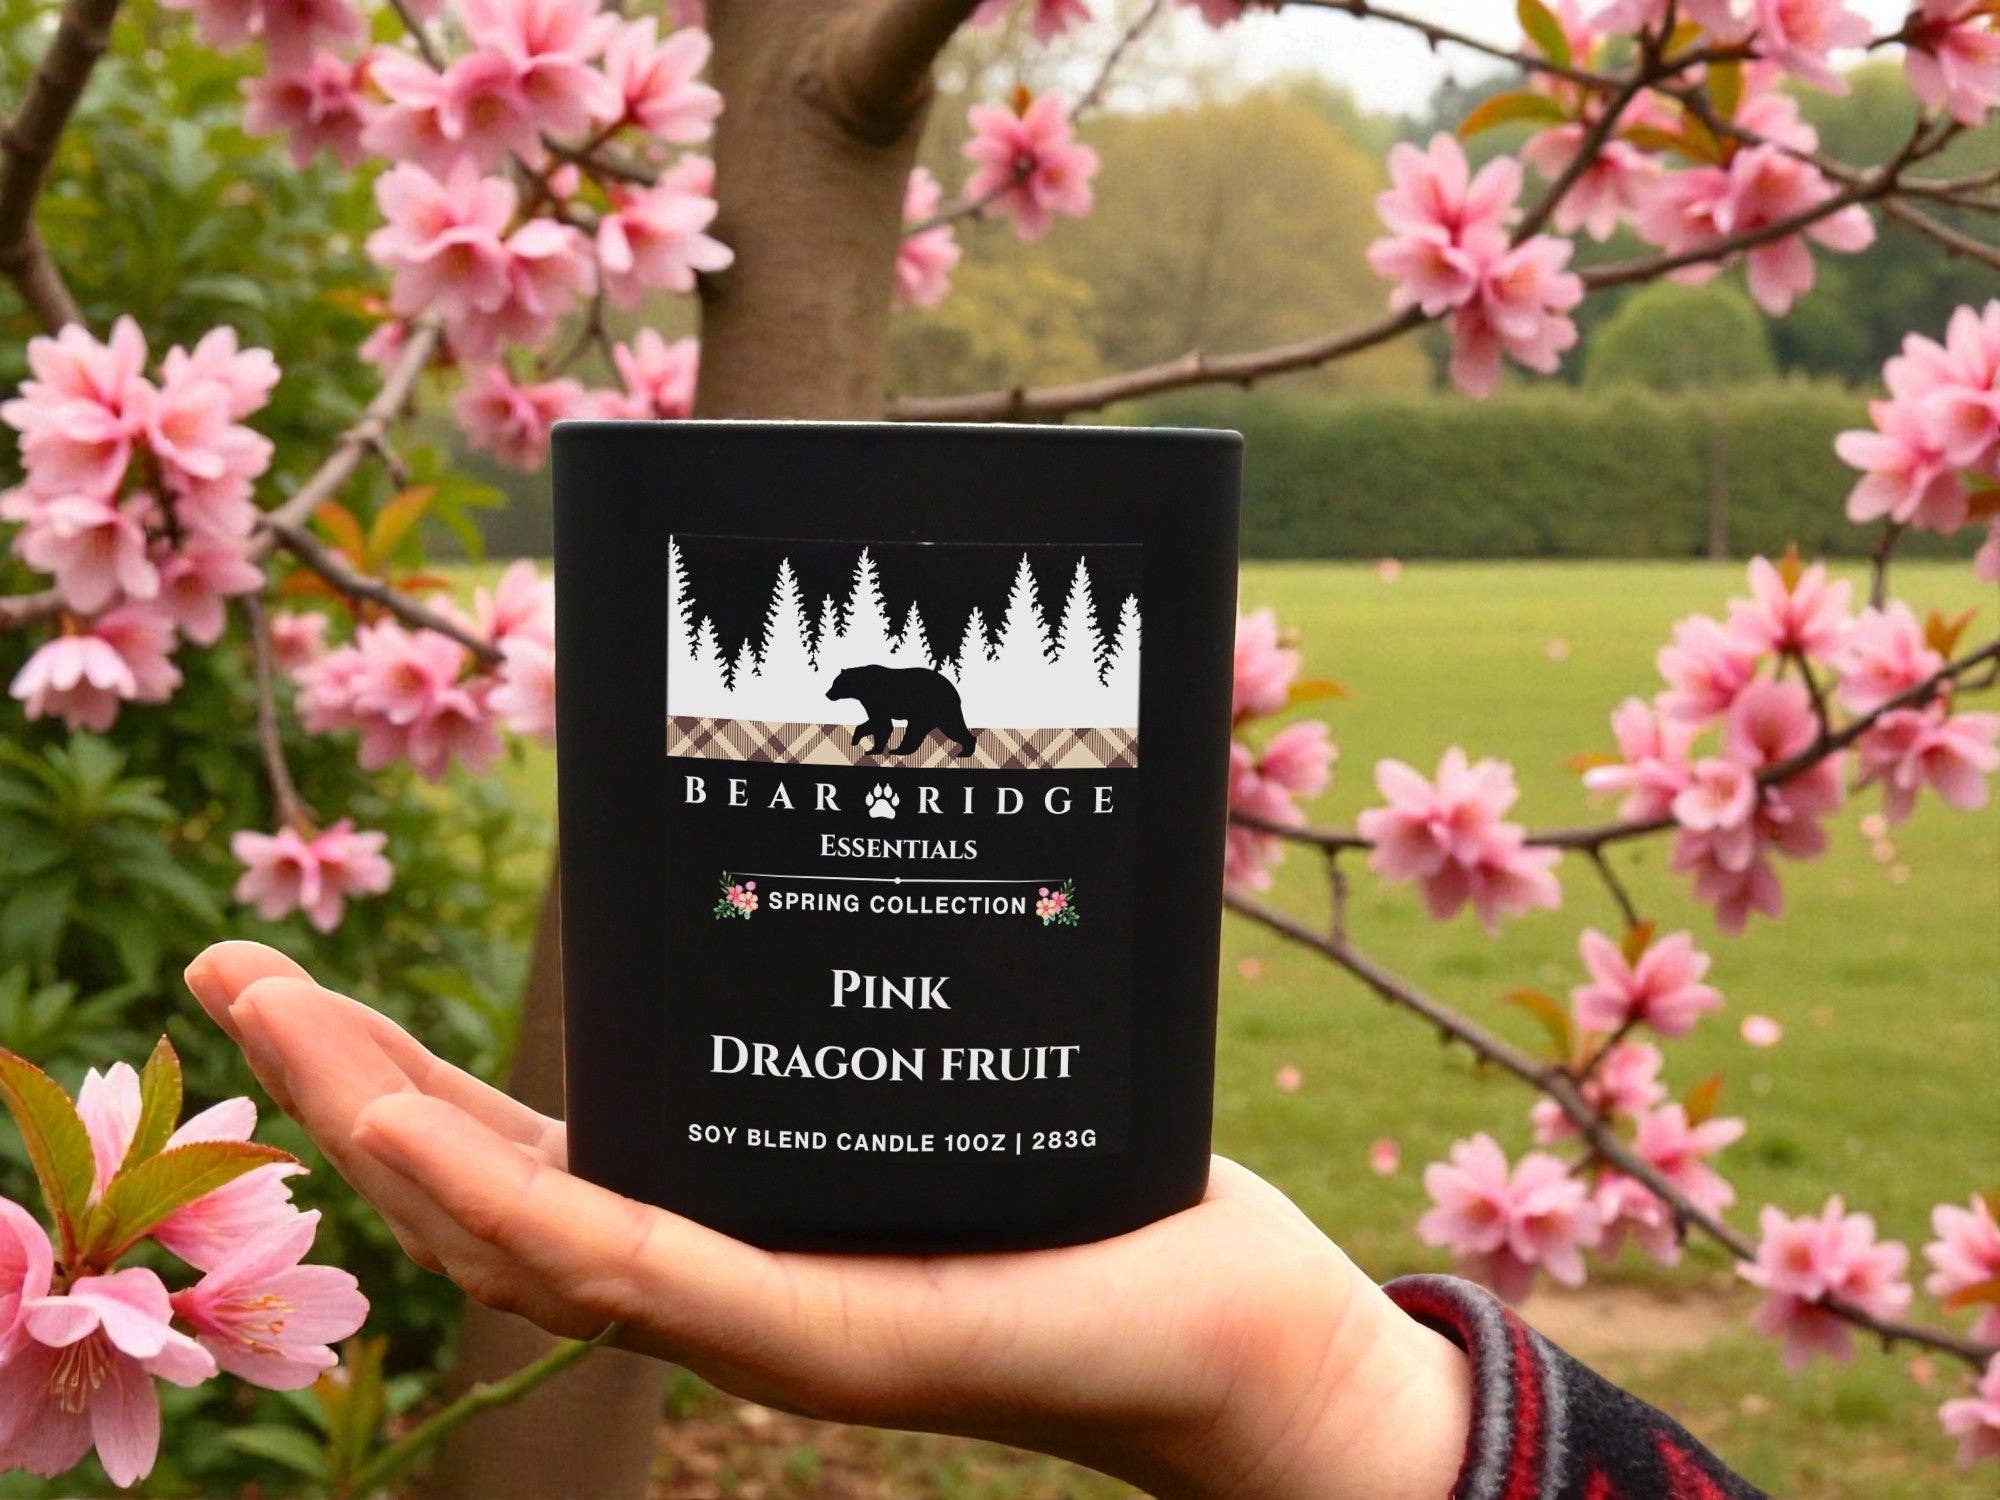 BEAR RIDGE
ESSENTIALS
SPRING COLLECTION
PINK
DRAGON FRUIT
SOY BLEND CANDLE 10OZ | 283G